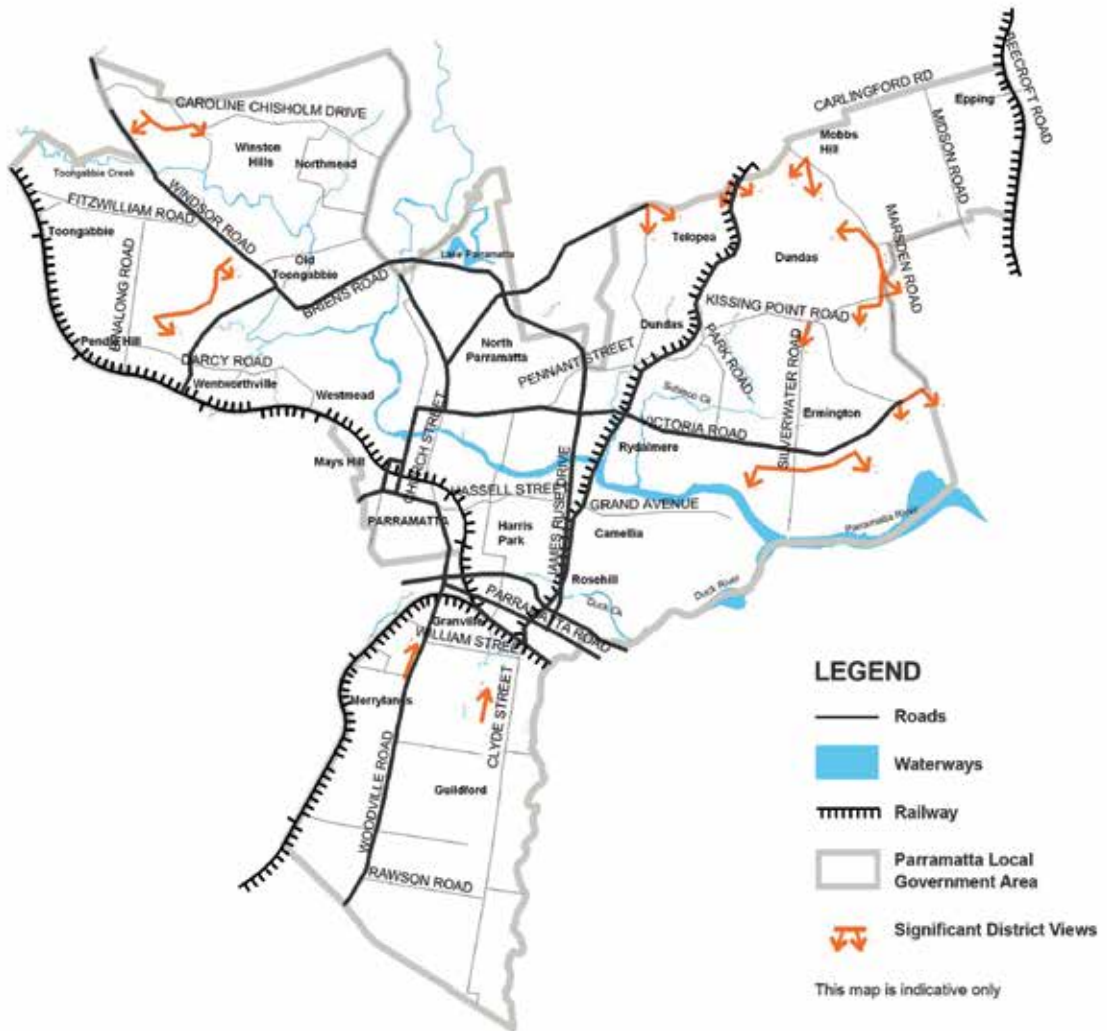 BEECROFT ROAD
CARLINGFORD RD
Epping
CAROLINE CHISHOLM DRIVE
MIDSON ROAD
Mobbs
Hill
Winston
Hills
Northmead
Toongabbie Creek
WINDSOR ROAD
FITZWILLIAM ROAD
Toongabbie
MARSDEN ROAD
Telopea
Dundas
Old
Toongabbie
Lake Parramatta
BINALONG ROAD
BRIENS ROAD
KISSING POINT ROAD
Dundas
PARK ROAD
North
Parramatta
PENNANT STREET
Pendle Hill
DARCY ROAD
Wentworthville
Westmead
SILVERWATER ROAD
Ermington
VICTORIA ROAD
CHURCH STREET
Rydalmere
Mays Hill
HASSELL STREET
JAMES RUSE DRIVE
GRAND AVENUE
PARRAMATTA
Harris
Park
Camellia
Parramatta River
Rosehill
Duck River
Duck Ck
PARRAMATTA ROAD
Granville
WILLIAM STREET
Merrylands
CLYDE STREET
WOODVILLE ROAD
Guildford
RAWSON ROAD
LEGEND
Roads
Waterways
Railway
Parramatta Local
Government Area
Significant District Views
This map is indicative only